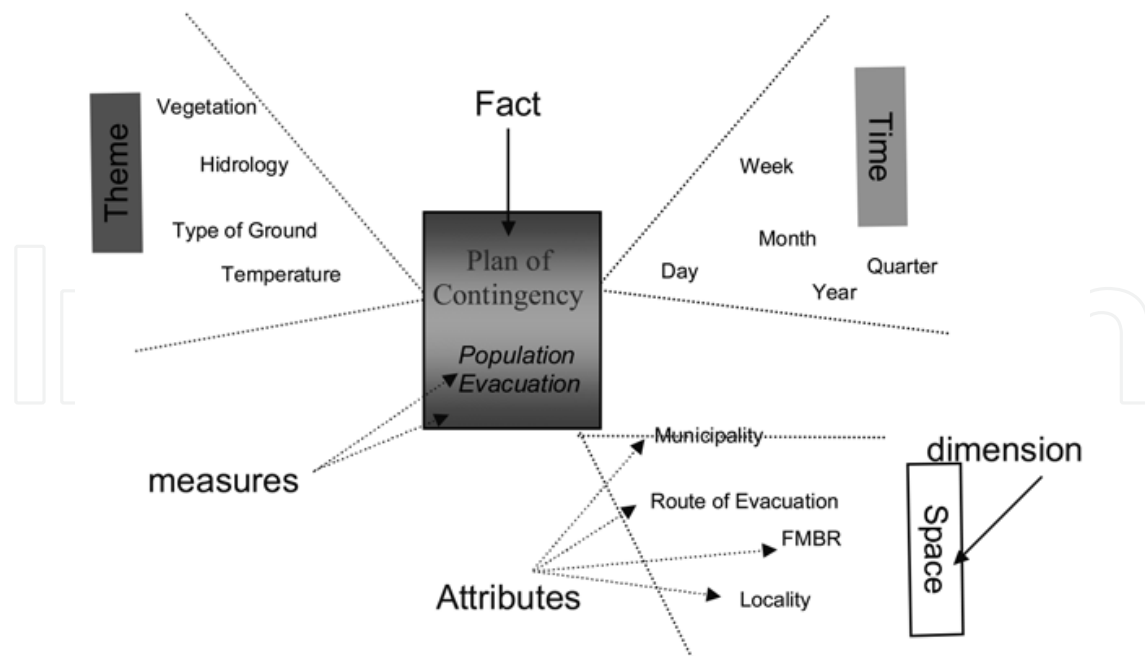 Fact
Theme
Vegetation
Hidrology
Type of Ground
Temperature
Time
Week
Month
Day
Quarter
Year
Plan of
Contingency
Population
Evacuation
measures
Municipality
Route of Evacuation
FMBR
Locality
Attributes
dimension
Space